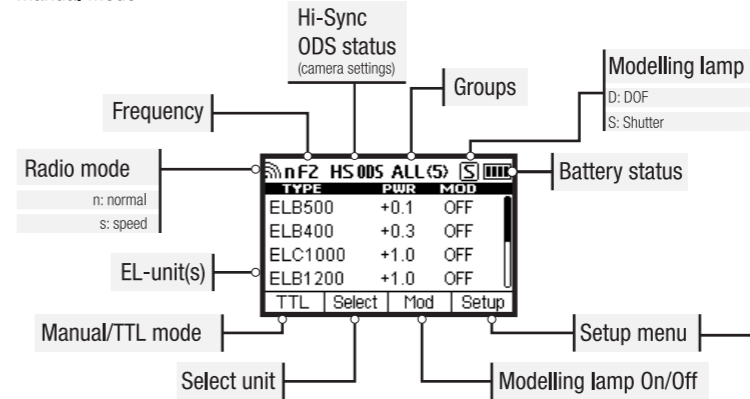 Manual/ Mode
Hi-Sync
ODS status
(camera settings)
Groups
Modelling lamp
D: DOF
S: Shutter
Frequency
Radio mode
n: normal
s: speed
n F2 HS ODS ALL (5) S
Battery status
TYPE PWR MOD
ELB500 +0.1 OFF
ELB400 +0.3 OFF
ELC1000 +1.0 OFF
ELB1200 +1.0 OFF
EL-unit(s)
TTL Select Mod Setup
Manual/TTL mode
Setup menu
Select unit
Modelling lamp On/Off